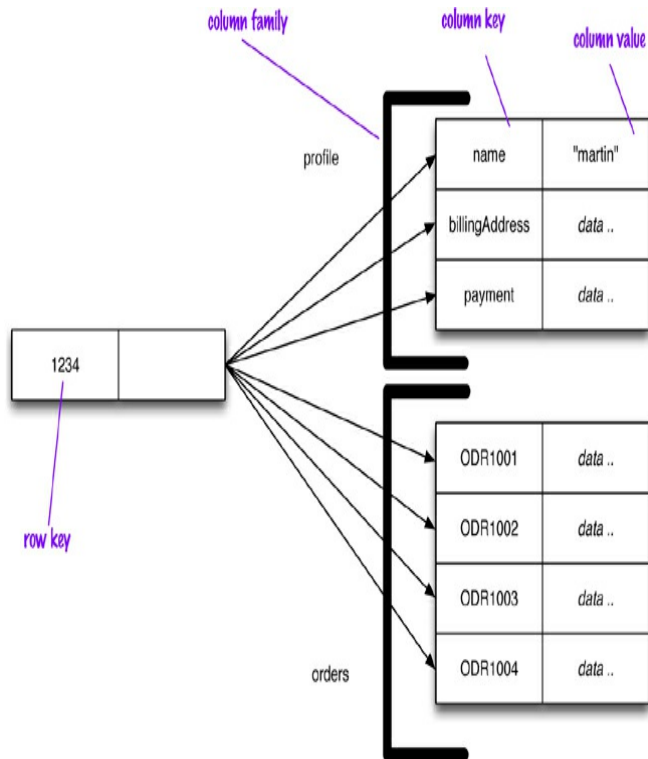 column family
column key
column value
profile
name
"martin"
billingAddress
data ..
payment
data ..
1234
row key
ODR1001
data ..
ODR1002
data ..
ODR1003
data ..
ODR1004
data ..
orders